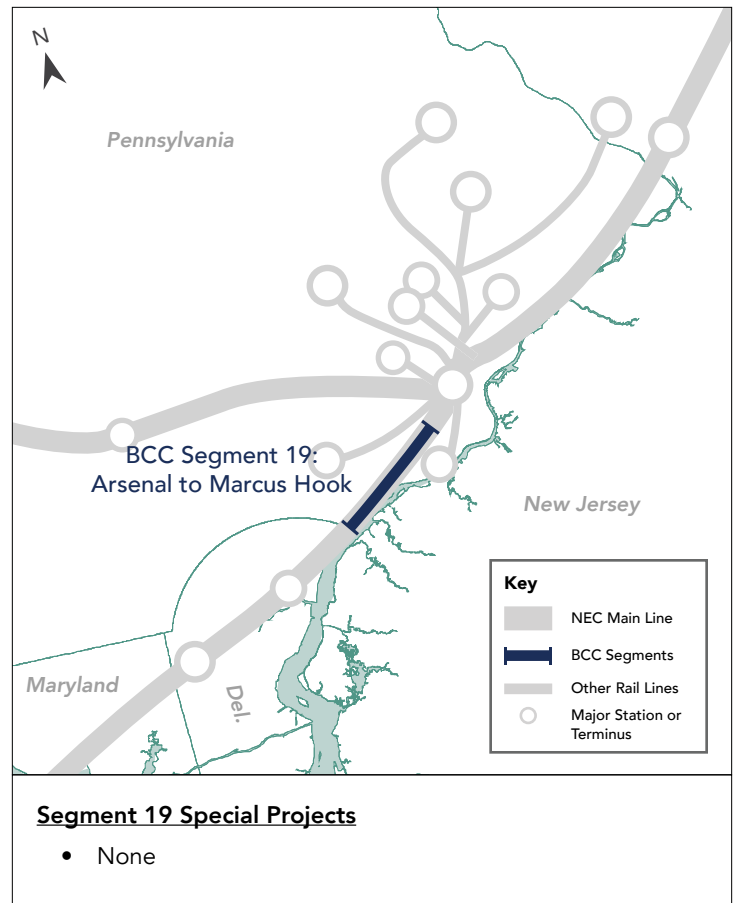 N
Pennsylvania
BCC Segment 19:
Arsenal to Marcus Hook
New Jersey
Maryland
Del.
Key
NEC Main Line
BCC Segments
Other Rail Lines
Major Station or
Terminus
Segment 19 Special Projects
• None